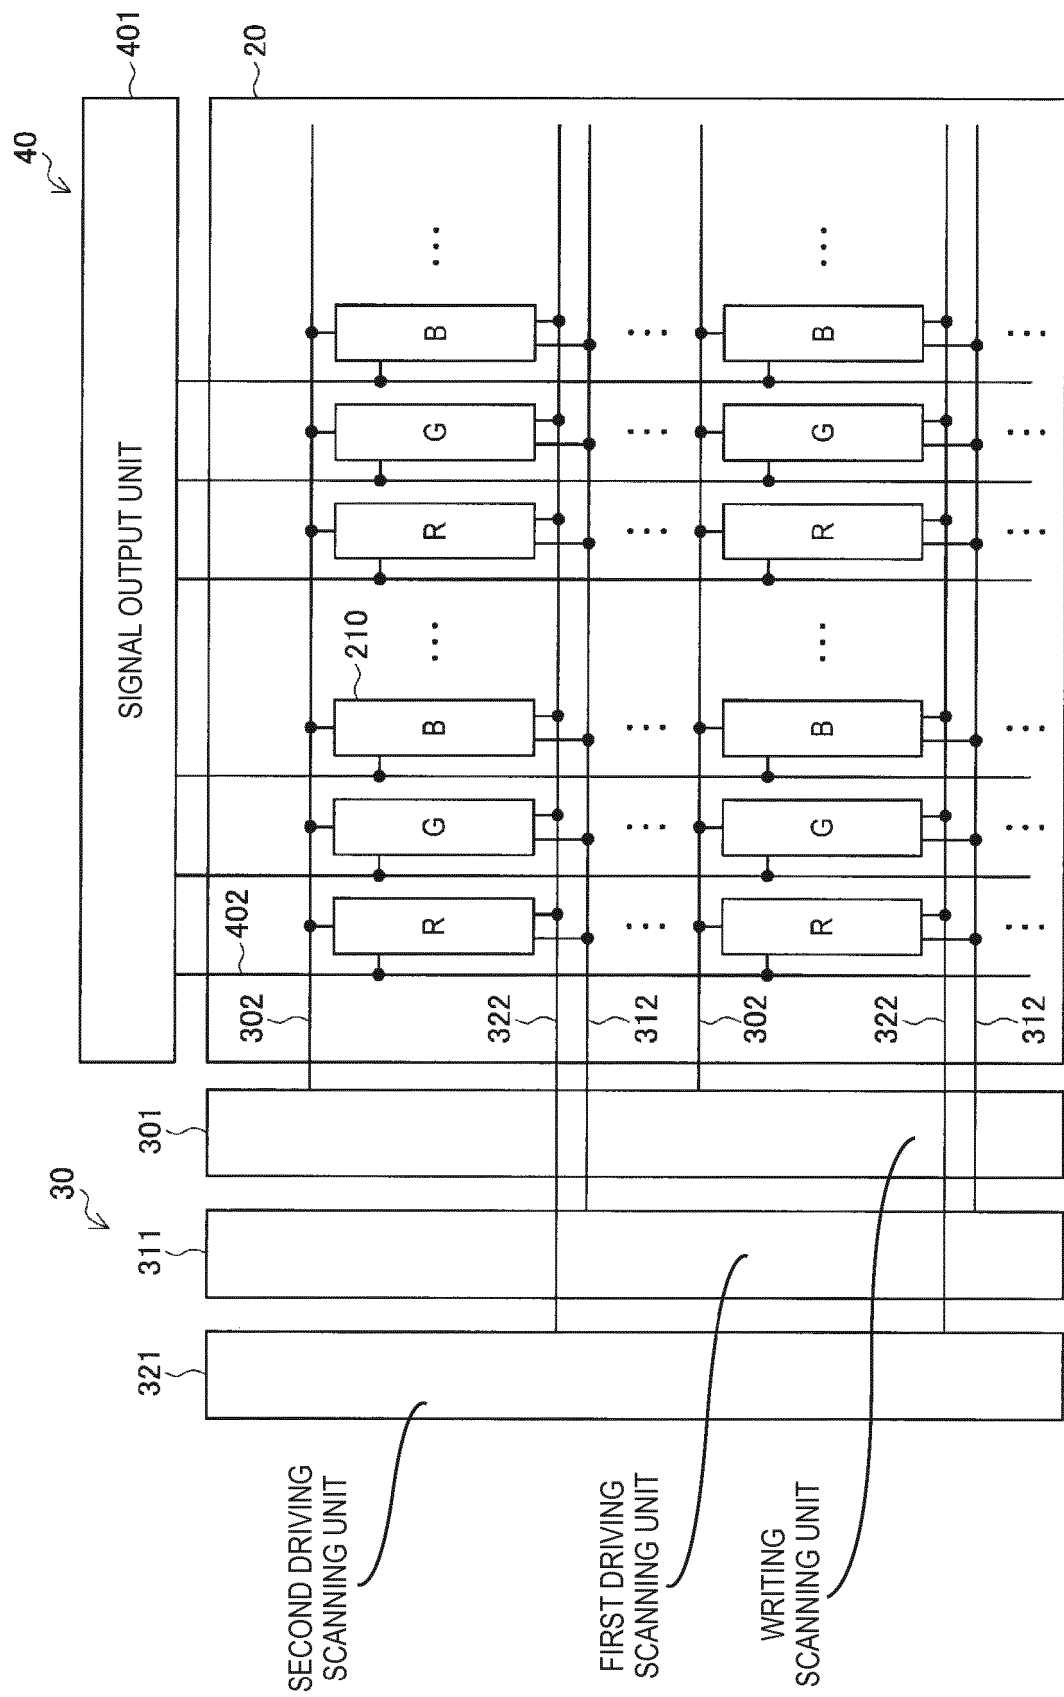 40
30
321 311 301 SIGNAL OUTPUT UNIT 401
302 402 20
SECOND DRIVING
SCANNING UNIT
210
R G B ... R G B ...
322
FIRST DRIVING
SCANNING UNIT
312
... ... ... ... ... ...
302
WRITING
SCANNING UNIT
R G B ... R G B ...
322
312
... ... ... ... ... ...